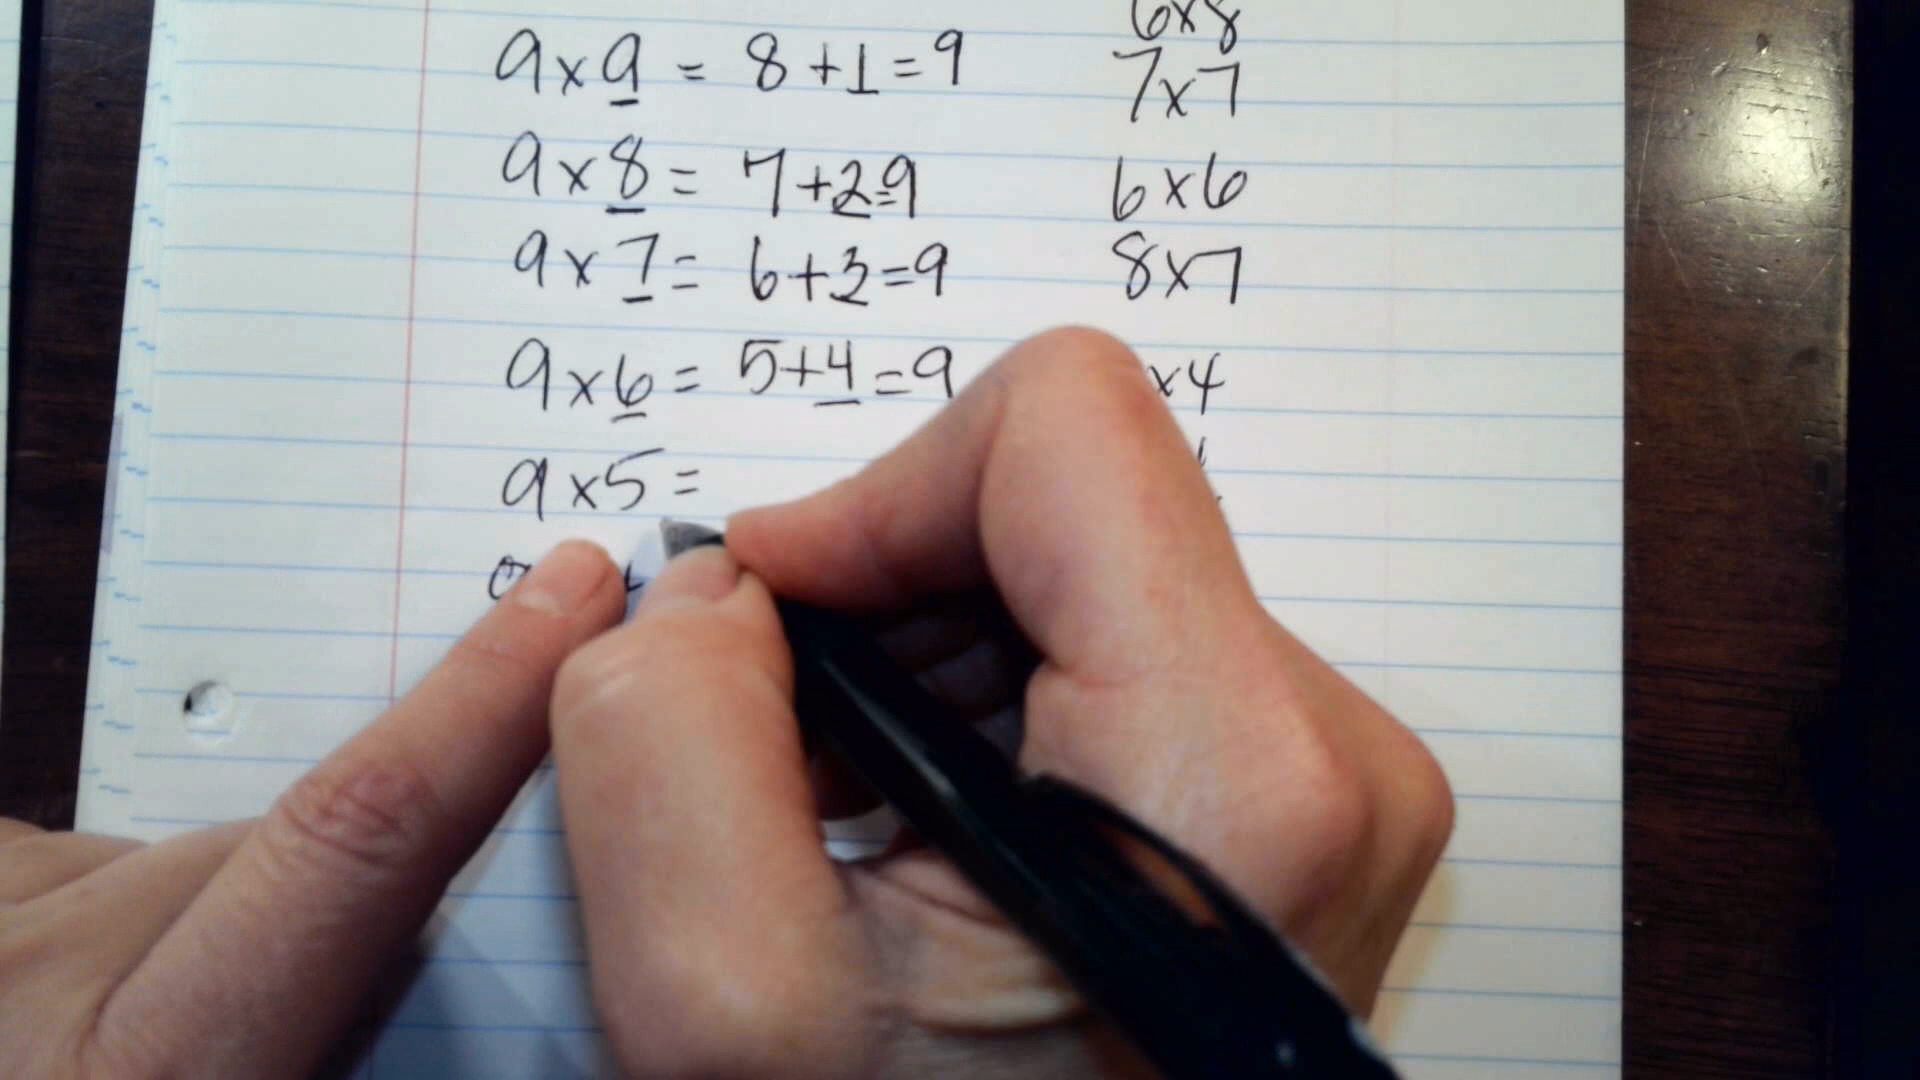 6x8
9x9 = 8+1=9
7x7
9x8= 7+2=9
6x6
9x7= 6+3=9
8x7
9x6= 5+4=9
x4
9x5=